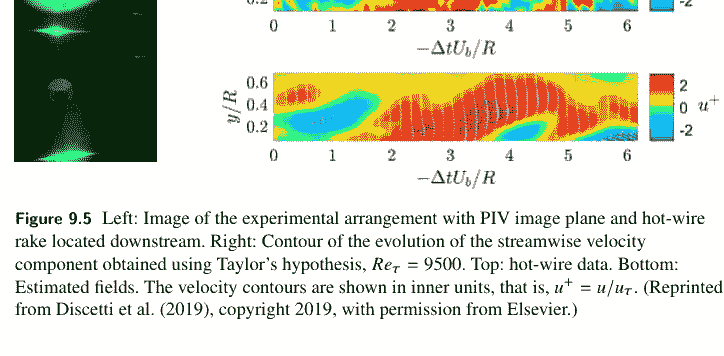 0.2
-2
0 1 2 3 4 5 6
−ΔtU_b/R
0.6
0.4
0.2
y/R
2
0
-2
u⁺
0 1 2 3 4 5 6
−ΔtU_b/R
Figure 9.5 Left: Image of the experimental arrangement with PIV image plane and hot-wire
rake located downstream. Right: Contour of the evolution of the streamwise velocity
component obtained using Taylor's hypothesis, Re_τ = 9500. Top: hot-wire data. Bottom:
Estimated fields. The velocity contours are shown in inner units, that is, u⁺ = u/u_τ. (Reprinted
from Discetti et al. (2019), copyright 2019, with permission from Elsevier.)